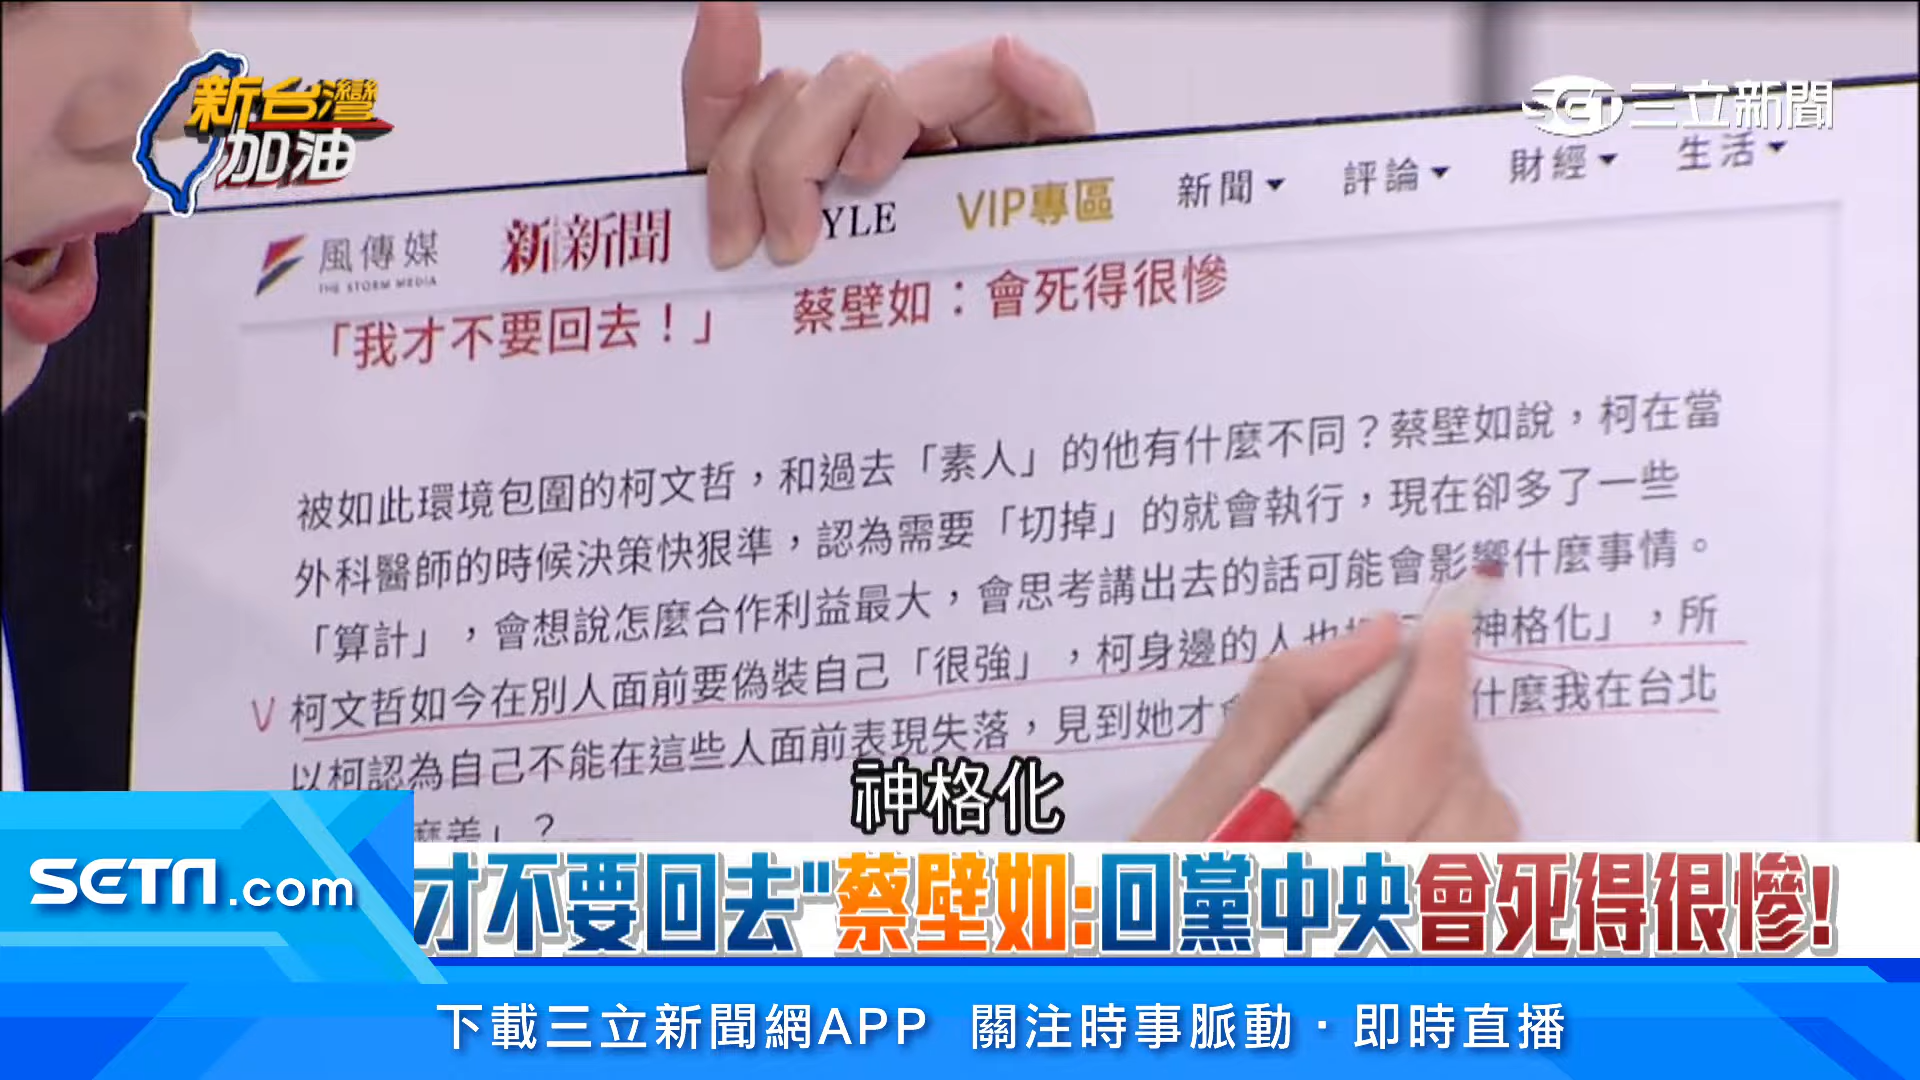 新台灣
加油
SET 三立新聞
風傳媒
THE STORM MEDIA
新新聞
YLE
VIP專區
新聞
評論
財經
生活
「我才不要回去！」 蔡壁如：會死得很慘
被如此環境包圍的柯文哲，和過去「素人」的他有什麼不同？蔡壁如說，柯在當
外科醫師的時候決策快狠準，認為需要「切掉」的就會執行，現在卻多了一些
「算計」，會想說怎麼合作利益最大，會思考講出去的話可能會影響什麼事情。
柯文哲如今在別人面前要偽裝自己「很強」，柯身邊的人也 神格化」，所
以柯認為自己不能在這些人面前表現失落，見到她才 什麼我在台北
」？
神格化
SETN.com
才不要回去"蔡壁如:回黨中央會死得很慘!
下載三立新聞網APP 關注時事脈動・即時直播